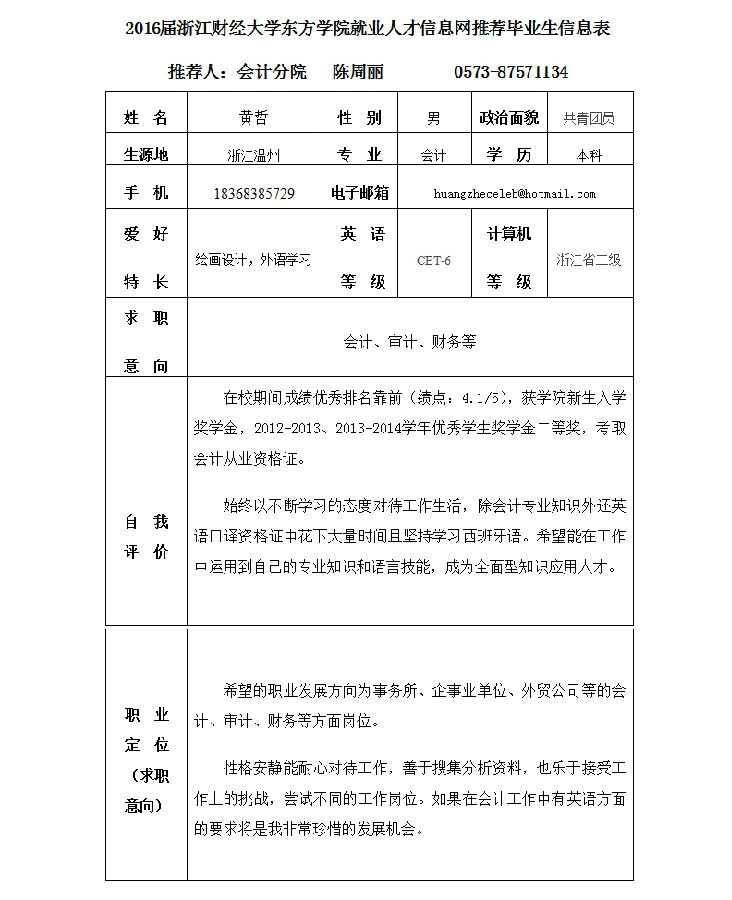 2016届浙江财经大学东方学院就业人才信息网推荐毕业生信息表
推荐人：会计分院 陈周丽 0573-87571134
姓 名 黄哲 性 别 男 政治面貌 共青团员
生源地 浙江温州 专 业 会计 学 历 本科
手 机 18368385729 电子邮箱 huangzheceleb@hotmail.com
爱 好 英 语 计算机
绘画设计，外语学习 CET-6 浙江省二级
特 长 等 级 等 级
求 职
会计、审计、财务等
意 向
在校期间成绩优秀排名靠前（绩点：4.1/5），获学院新生入学
奖学金，2012-2013、2013-2014学年优秀学生奖学金二等奖，考取
会计从业资格证。
始终以不断学习的态度对待工作生活，除会计专业知识外还英
自 我
语口译资格证中花下大量时间且坚持学习西班牙语。希望能在工作
评 价
中运用到自己的专业知识和语言技能，成为全面型知识应用人才。
希望的职业发展方向为事务所、企事业单位、外贸公司等的会
职 业
计、审计、财务等方面岗位。
定 位
性格安静能耐心对待工作，善于搜集分析资料，也乐于接受工
（求职
作上的挑战，尝试不同的工作岗位。如果在会计工作中有英语方面
意向）
的要求将是我非常珍惜的发展机会。